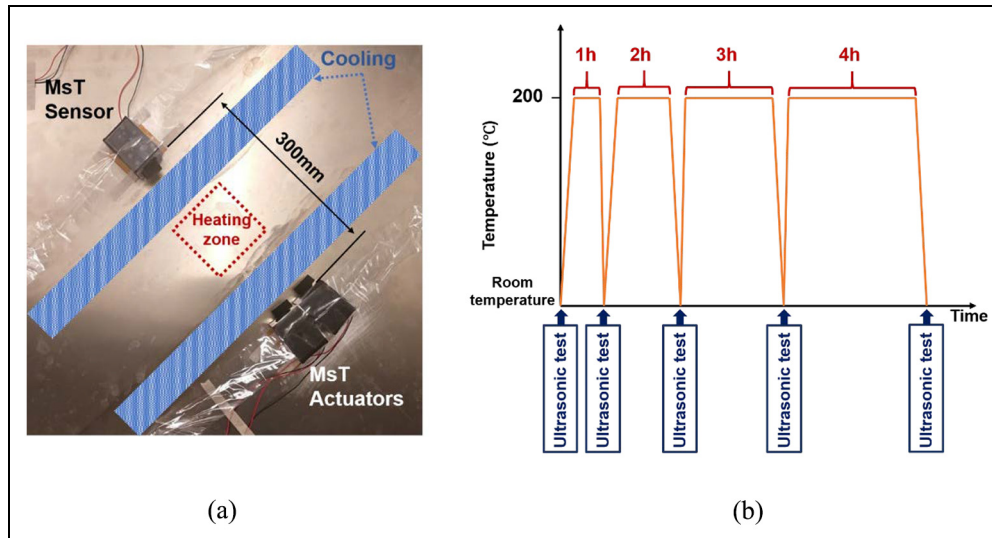 Cooling
MsT
Sensor
300mm
Heating
zone
MsT
Actuators
(a)
1h
2h
3h
4h
200
Temperature (°C)
Room
temperature
Time
Ultrasonic test
Ultrasonic test
Ultrasonic test
Ultrasonic test
Ultrasonic test
(b)